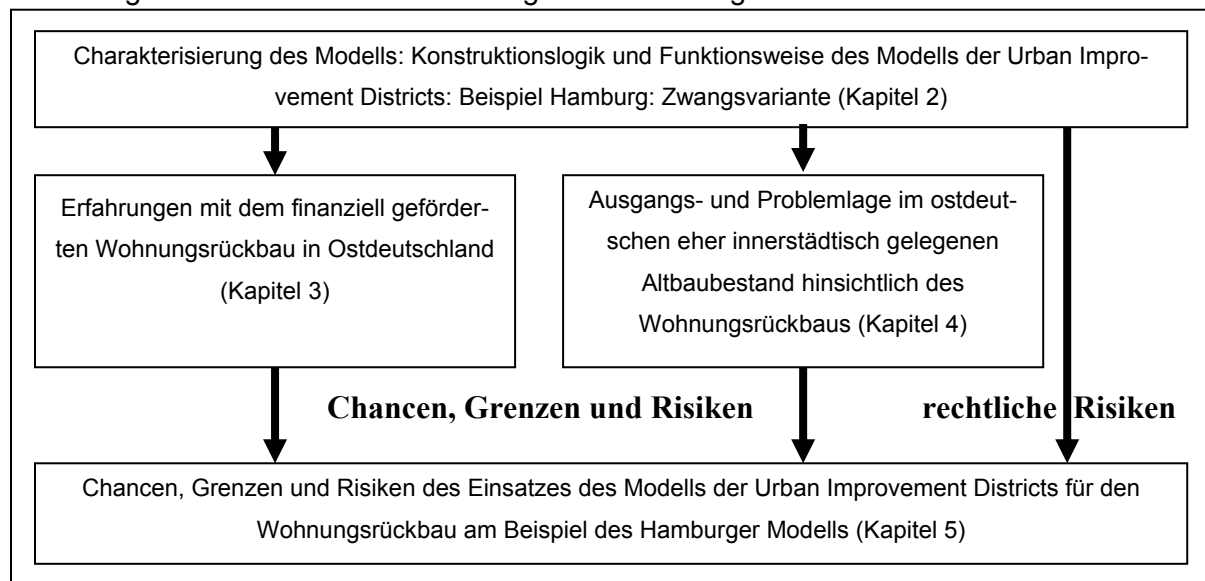 Charakterisierung des Modells: Konstruktionslogik und Funktionsweise des Modells der Urban Impro-
vement Districts: Beispiel Hamburg: Zwangsvariante (Kapitel 2)
Erfahrungen mit dem finanziell geförder-
ten Wohnungsrückbau in Ostdeutschland
(Kapitel 3)
Ausgangs- und Problemlage im ostdeut-
schen eher innerstädtisch gelegenen
Altbaubestand hinsichtlich des
Wohnungsrückbaus (Kapitel 4)
Chancen, Grenzen und Risiken
rechtliche Risiken
Chancen, Grenzen und Risiken des Einsatzes des Modells der Urban Improvement Districts für den
Wohnungsrückbau am Beispiel des Hamburger Modells (Kapitel 5)